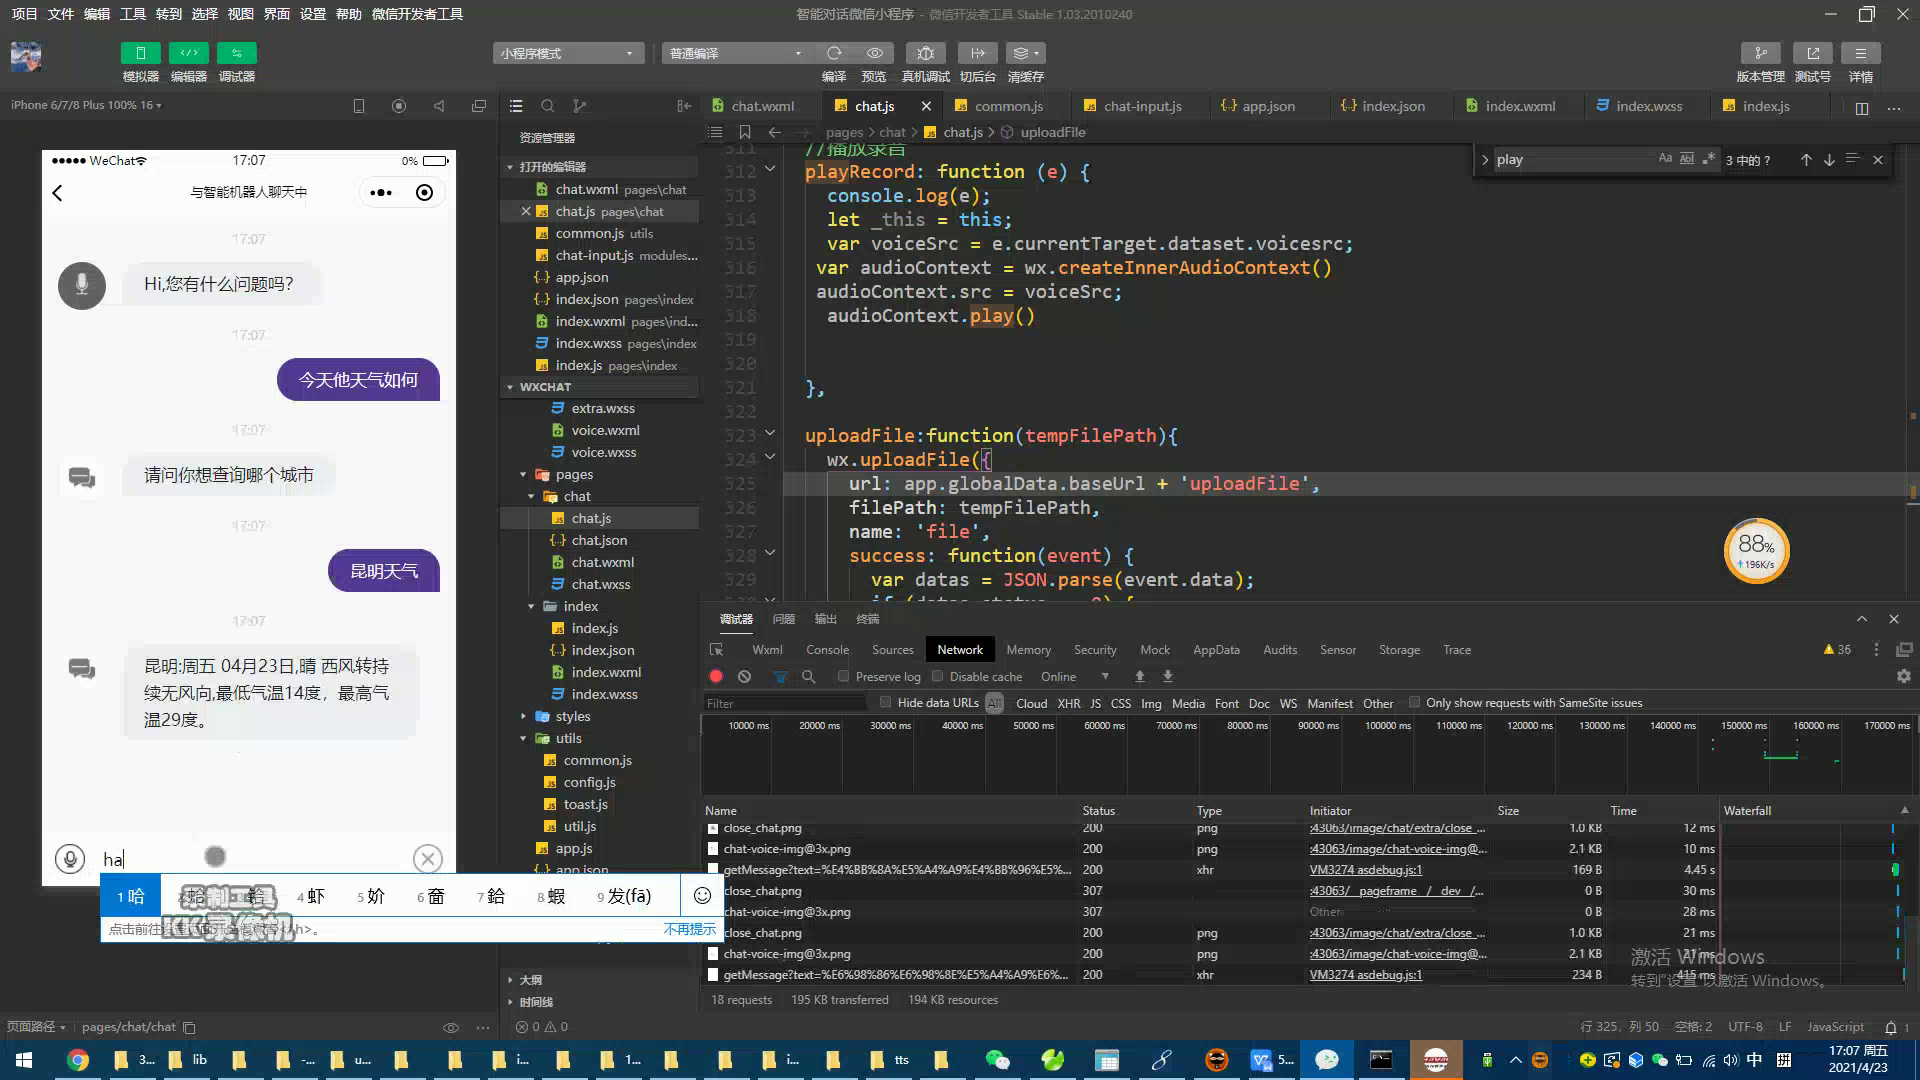 项目 文件 编辑 工具 转到 选择 视图 界面 设置 帮助 微信开发者工具
智能对话微信小程序 - 微信开发者工具 Stable 1.03.2010240
模拟器 编辑器 调试器
小程序模式
普通编译
编译 预览 真机调试 切后台 清缓存
版本管理 测试号 详情
iPhone 6/7/8 Plus 100% 16
WeChat 17:07 0%
与智能机器人聊天中
17:07
Hi,您有什么问题吗?
17:07
今天他天气如何
17:07
请问你想查询哪个城市
17:07
昆明天气
17:07
昆明:周五 04月23日,晴 西风转持
续无风向,最低气温14度，最高气
温29度。
ha
1 哈 4 虾 5 妎 6 奤 7 鉿 8 蝦 9 发(fā)
不再提示
录制工具
KK录像机
页面路径 pages/chat/chat
资源管理器
打开的编辑器
chat.wxml pages\chat
chat.js pages\chat
common.js utils
chat-input.js modules...
app.json
index.json pages\index
index.wxml pages\ind...
index.wxss pages\index
index.js pages\index
WXCHAT
extra.wxss
voice.wxml
voice.wxss
pages
chat
chat.js
chat.json
chat.wxml
chat.wxss
index
index.js
index.json
index.wxml
index.wxss
styles
utils
common.js
config.js
toast.js
util.js
app.js
app.json
大纲
时间线
0 0
chat.wxml chat.js common.js chat-input.js app.json index.json index.wxml index.wxss index.js
pages > chat > chat.js > uploadFile
play Aa Abl 3 中的 ?
311 //播放录音
312 playRecord: function (e) {
313 console.log(e);
314 let _this = this;
315 var voiceSrc = e.currentTarget.dataset.voicesrc;
316 var audioContext = wx.createInnerAudioContext()
317 audioContext.src = voiceSrc;
318 audioContext.play()
319
320
321 },
322
323 uploadFile:function(tempFilePath){
324 wx.uploadFile({
325 url: app.globalData.baseUrl + 'uploadFile',
326 filePath: tempFilePath,
327 name: 'file',
328 success: function(event) {
329 var datas = JSON.parse(event.data);
88%
196K/s
调试器 问题 输出 终端
Wxml Console Sources Network Memory Security Mock AppData Audits Sensor Storage Trace 36
Preserve log Disable cache Online
Filter Hide data URLs All Cloud XHR JS CSS Img Media Font Doc WS Manifest Other Only show requests with SameSite issues
10000 ms 20000 ms 30000 ms 40000 ms 50000 ms 60000 ms 70000 ms 80000 ms 90000 ms 100000 ms 110000 ms 120000 ms 130000 ms 140000 ms 150000 ms 160000 ms 170000 ms
Name Status Type Initiator Size Time Waterfall
close_chat.png 200 png :43063/image/chat/extra/close_... 1.0 KB 12 ms
chat-voice-img@3x.png 200 png :43063/image/chat-voice-img@... 2.1 KB 10 ms
getMessage?text=%E4%BB%8A%E5%A4%A9%E4%BB%96%E5%... 200 xhr VM3274 asdebug.js:1 169 B 4.45 s
close_chat.png 307 :43063/__pageframe__/__dev__/... 0 B 30 ms
chat-voice-img@3x.png 307 Other 0 B 28 ms
close_chat.png 200 png :43063/image/chat/extra/close_... 1.0 KB 21 ms
chat-voice-img@3x.png 200 png :43063/image/chat-voice-img@... 2.1 KB 21 ms
getMessage?text=%E6%98%86%E6%98%8E%E5%A4%A9%E6%... 200 xhr VM3274 asdebug.js:1 234 B 415 ms
激活 Windows
转到"设置"以激活 Windows。
18 requests 195 KB transferred 194 KB resources
行 325，列 50 空格: 2 UTF-8 LF JavaScript 1
3... lib -... u... i... 1... i... tts 5...
中 拼
17:07 周五
2021/4/23